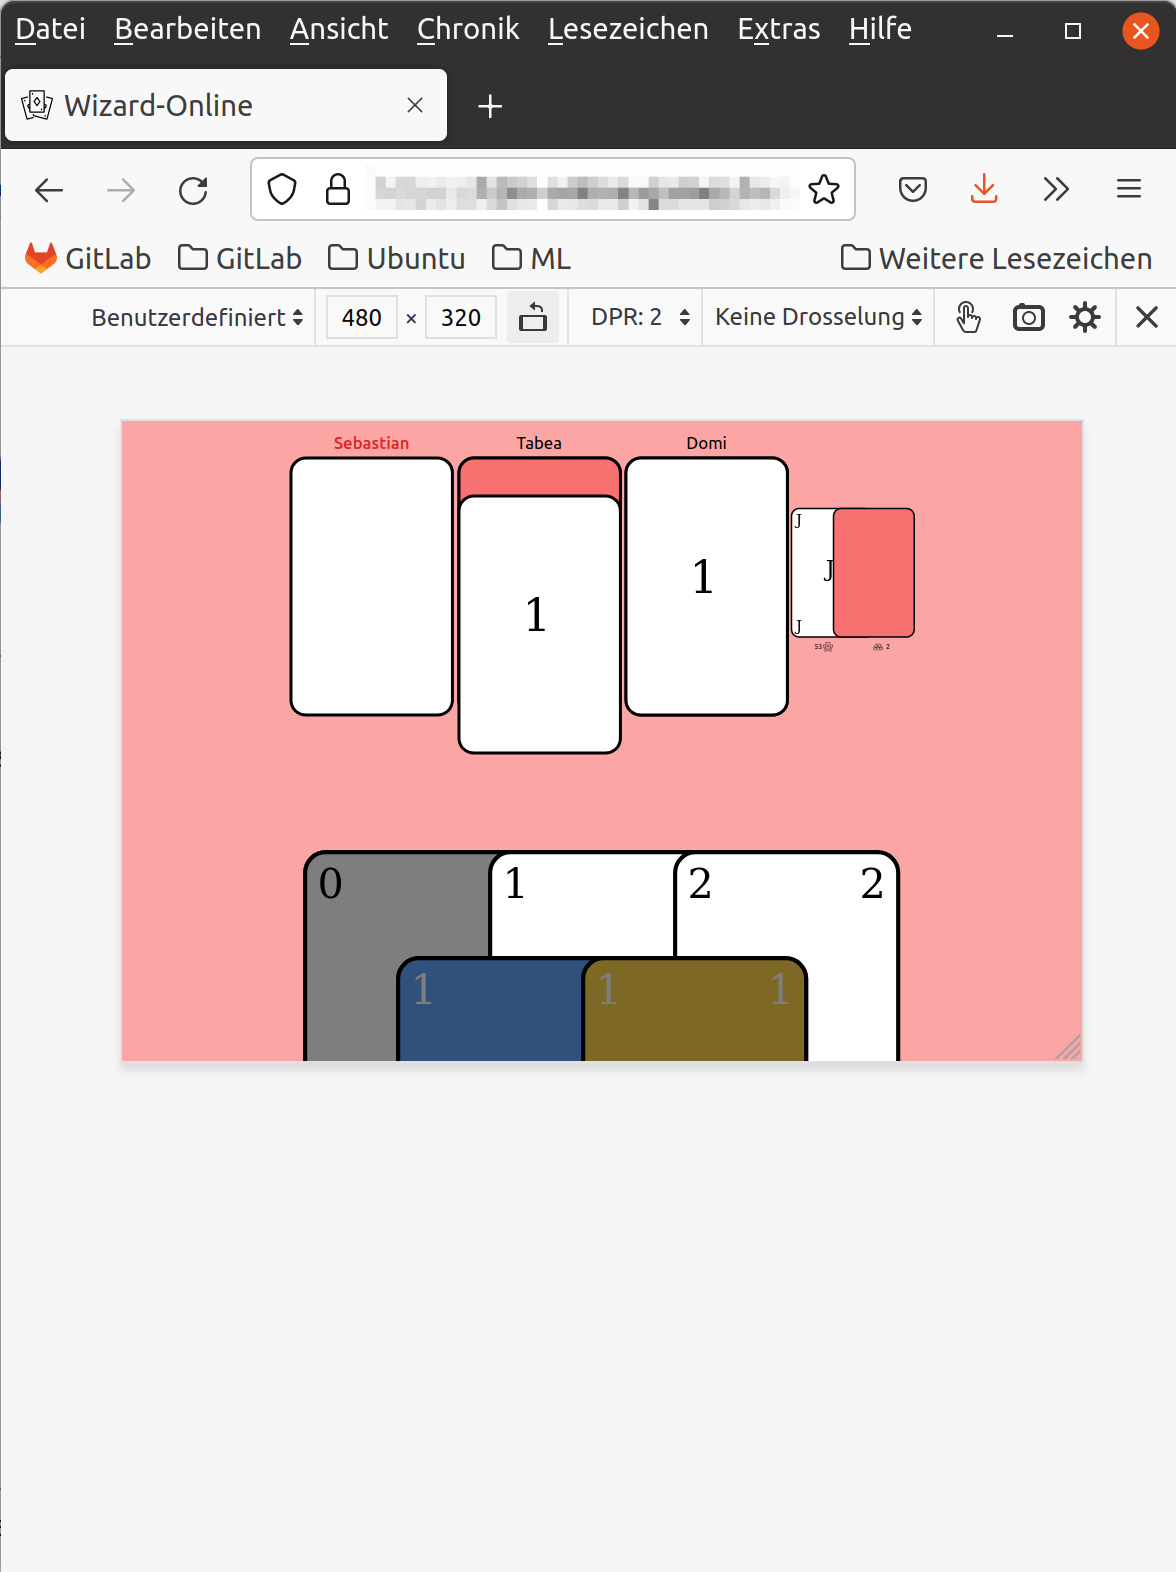 Datei Bearbeiten Ansicht Chronik Lesezeichen Extras Hilfe
Wizard-Online
GitLab GitLab Ubuntu ML Weitere Lesezeichen
Benutzerdefiniert 480 × 320 DPR: 2 Keine Drosselung
Sebastian Tabea Domi
J
J
1
1
J
53 2
0 1 2 2
1 1 1